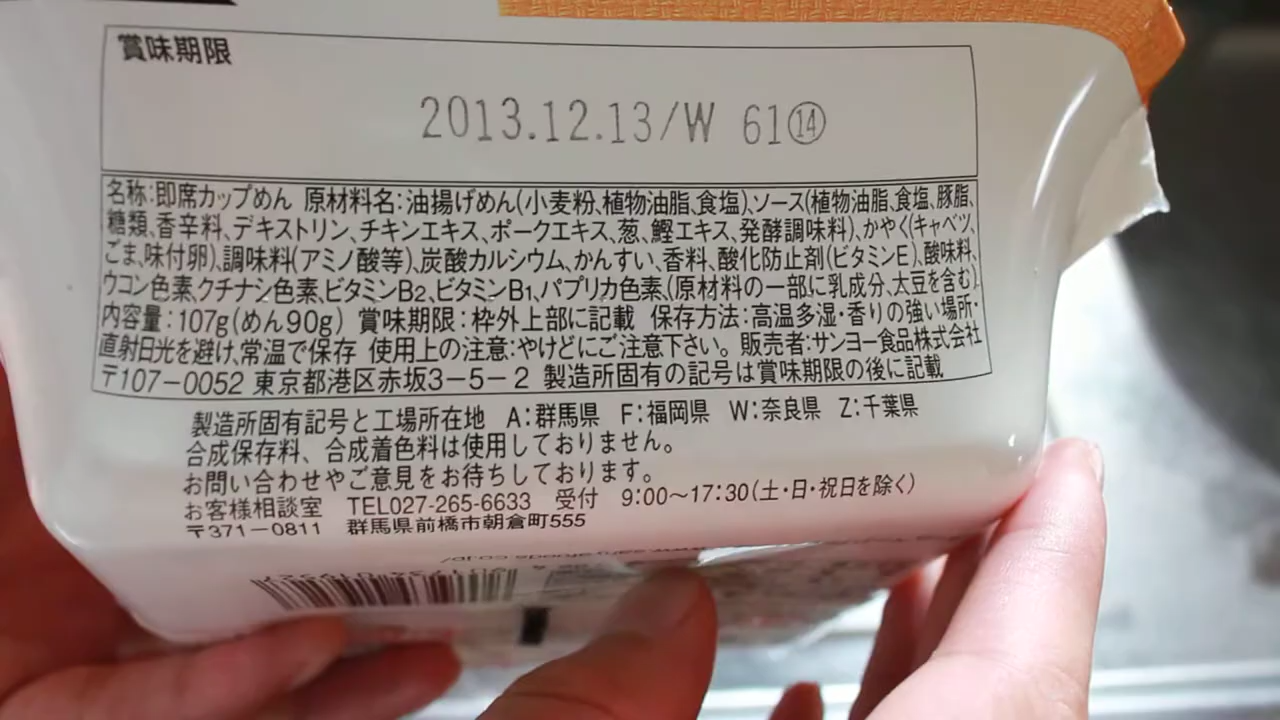 賞味期限
2013.12.13/W 61⑭
名称:即席カップめん 原材料名:油揚げめん(小麦粉、植物油脂、食塩)、ソース(植物油脂、食塩、豚脂、
糖類、香辛料、デキストリン、チキンエキス、ポークエキス、葱、鰹エキス、発酵調味料)、かやく(キャベツ、
ごま、味付卵)、調味料(アミノ酸等)、炭酸カルシウム、かんすい、香料、酸化防止剤(ビタミンE)、酸味料、
ウコン色素、クチナシ色素、ビタミンB2、ビタミンB1、パプリカ色素、(原材料の一部に乳成分、大豆を含む)
内容量:107g(めん90g) 賞味期限:枠外上部に記載 保存方法:高温多湿・香りの強い場所・
直射日光を避け、常温で保存 使用上の注意:やけどにご注意下さい。 販売者:サンヨー食品株式会社
〒107-0052 東京都港区赤坂3-5-2 製造所固有の記号は賞味期限の後に記載
製造所固有記号と工場所在地 A:群馬県 F:福岡県 W:奈良県 Z:千葉県
合成保存料、合成着色料は使用しておりません。
お問い合わせやご意見をお待ちしております。
お客様相談室 TEL027-265-6633 受付 9:00~17:30(土・日・祝日を除く)
〒371-0811 群馬県前橋市朝倉町555